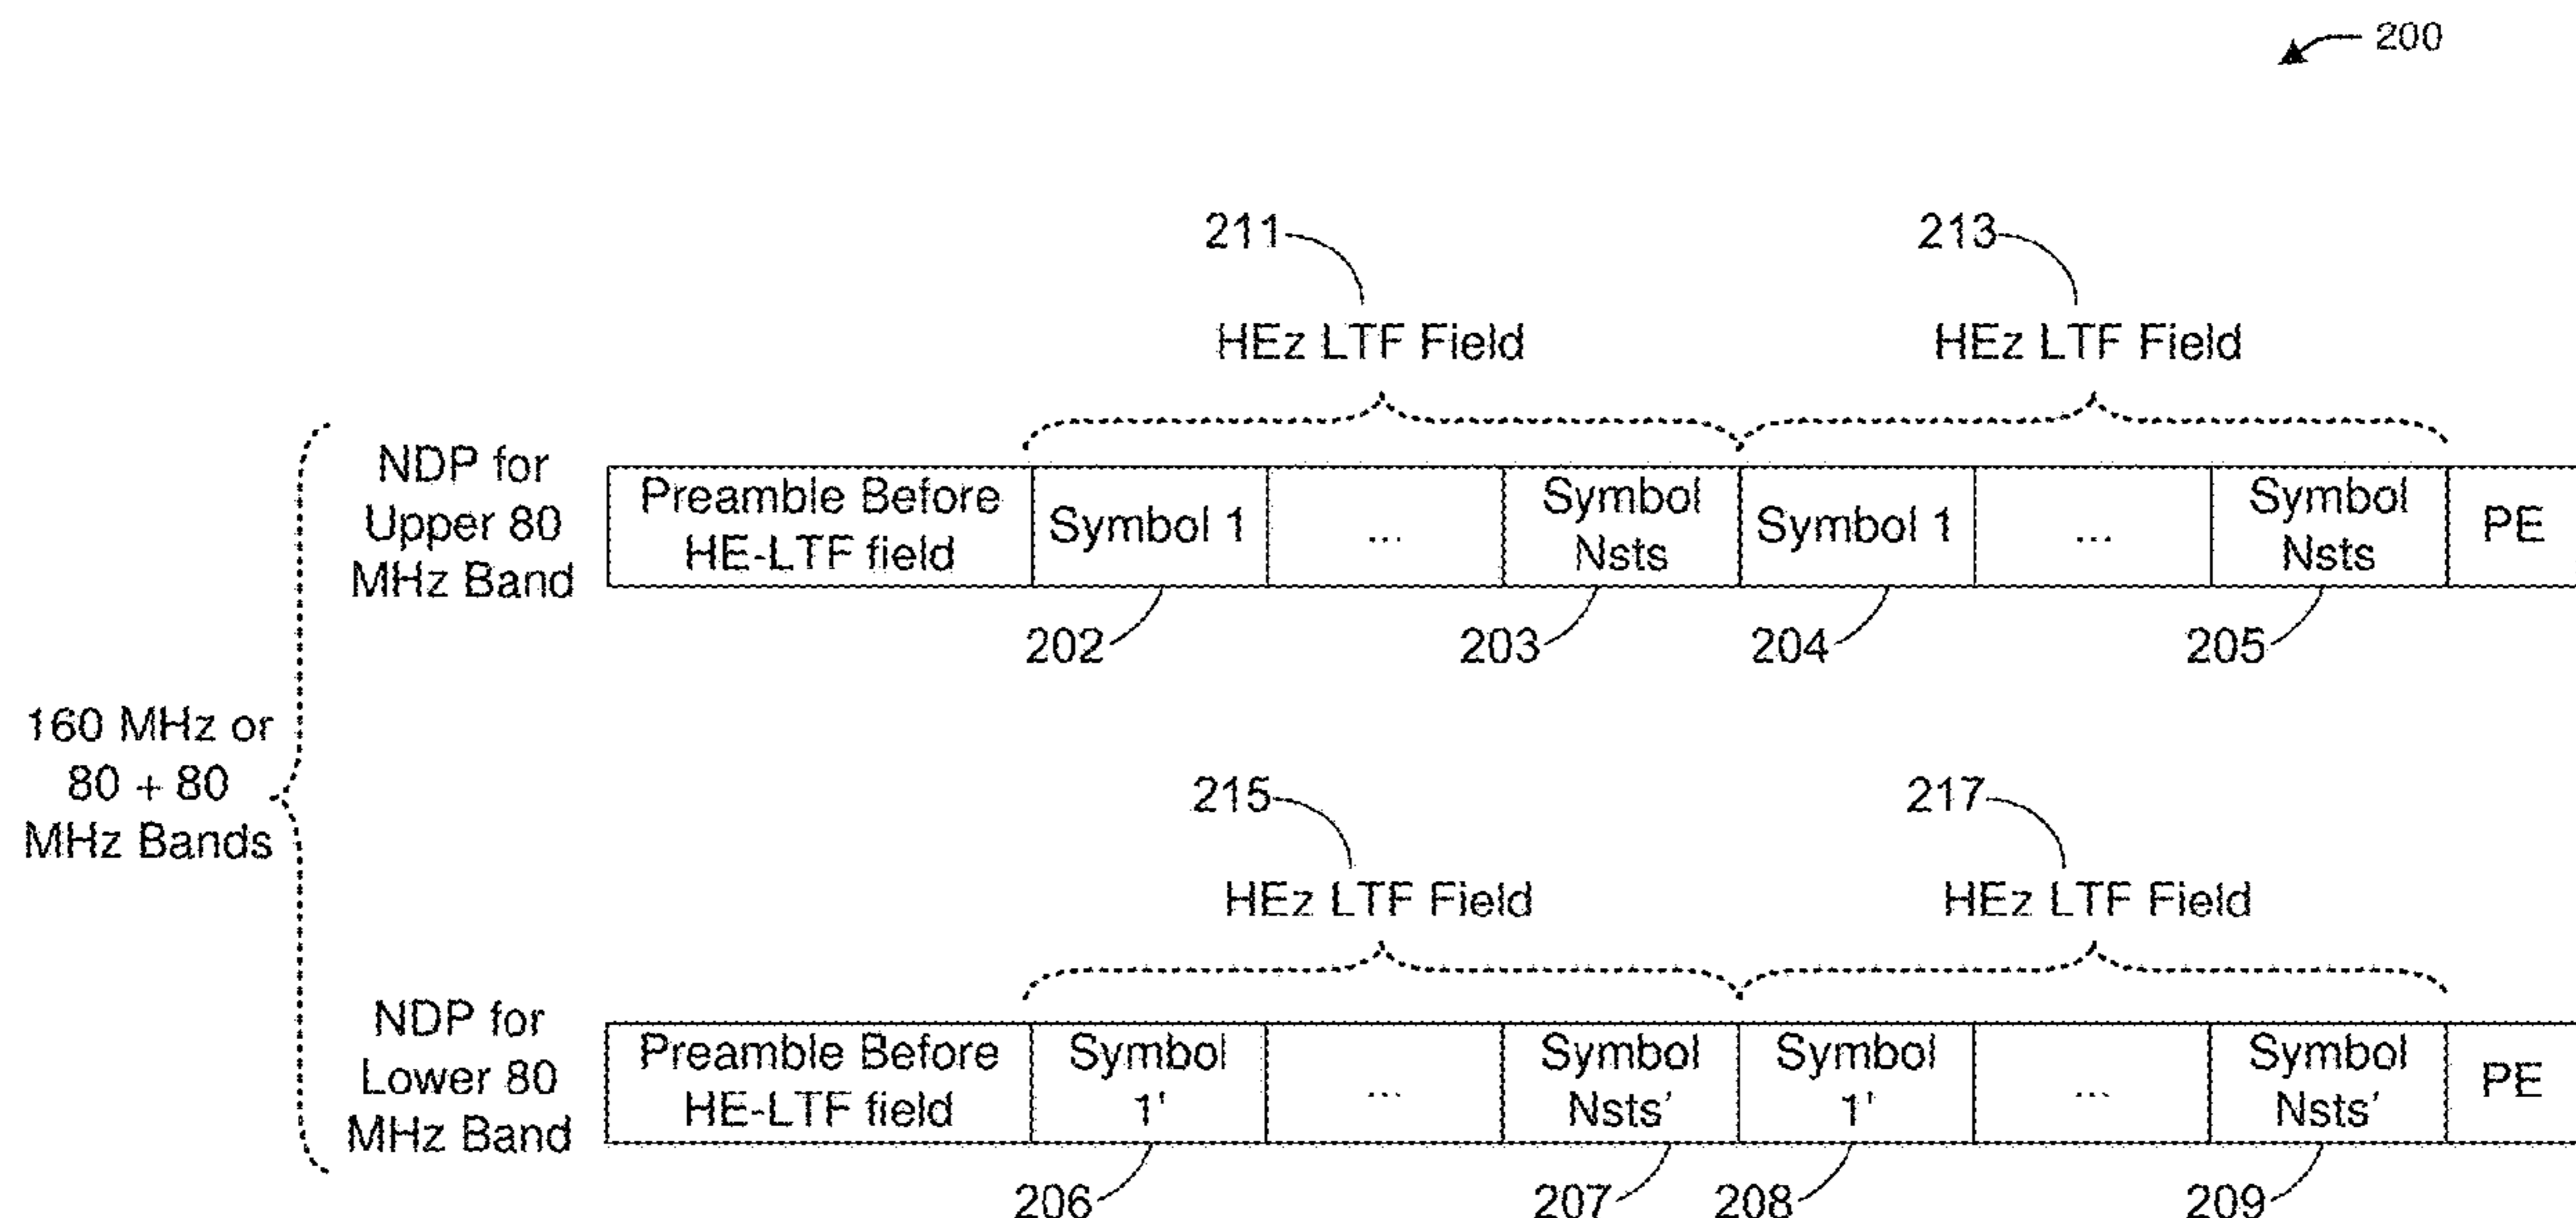 200
211
213
HEz LTF Field
HEz LTF Field
NDP for
Upper 80
MHz Band
Preamble Before
HE-LTF field
Symbol 1
...
Symbol
Nsts
Symbol 1
...
Symbol
Nsts
PE
202
203
204
205
160 MHz or
80 + 80
MHz Bands
215
217
HEz LTF Field
HEz LTF Field
NDP for
Lower 80
MHz Band
Preamble Before
HE-LTF field
Symbol
1'
...
Symbol
Nsts'
Symbol
1'
...
Symbol
Nsts'
PE
206
207
208
209